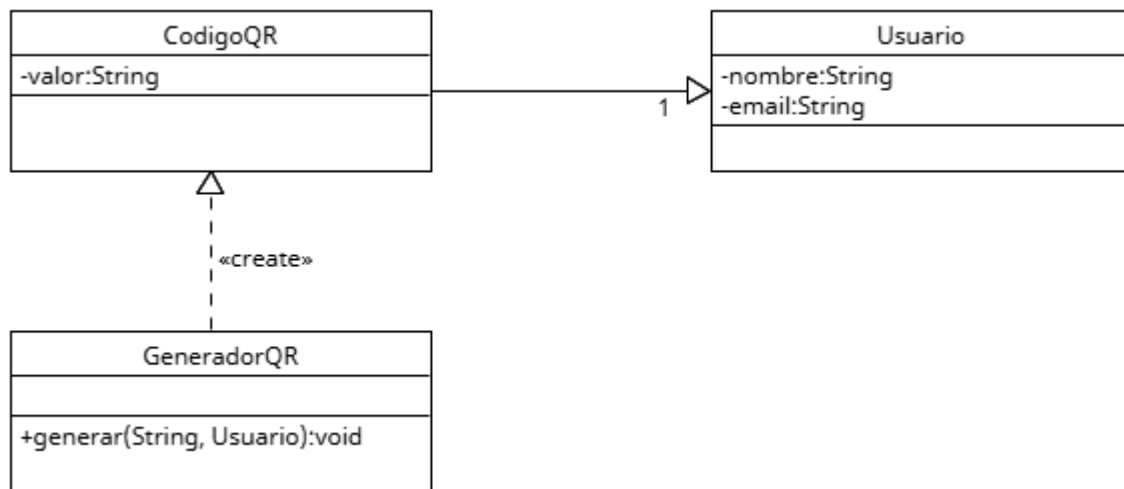 CodigoQR
-valor:String
Usuario
-nombre:String
-email:String
1
«create»
GeneradorQR
+generar(String, Usuario):void